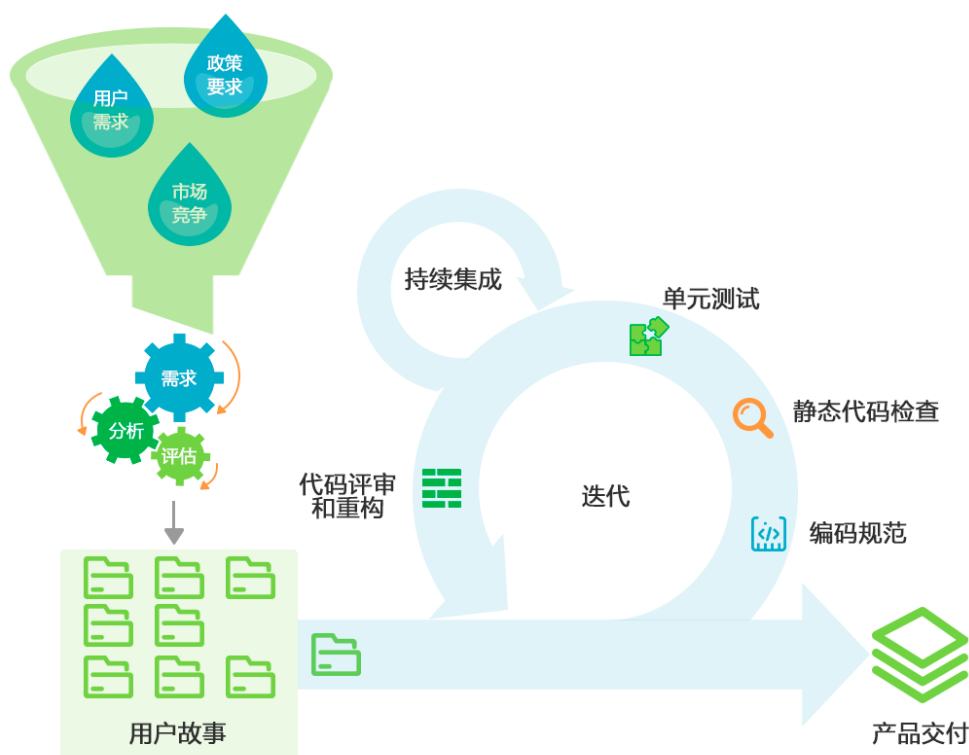 政策
要求
用户
需求
市场
竞争
需求
分析
评估
持续集成
单元测试
静态代码检查
代码评审
和重构
迭代
编码规范
用户故事
产品交付